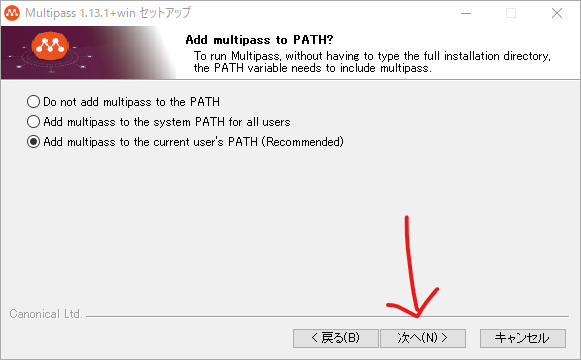 Multipass 1.13.1+win セットアップ
Add multipass to PATH?
To run Multipass, without having to type the full installation directory,
the PATH variable needs to include multipass.
Do not add multipass to the PATH
Add multipass to the system PATH for all users
Add multipass to the current user's PATH (Recommended)
Canonical Ltd.
< 戻る(B)
次へ(N) >
キャンセル